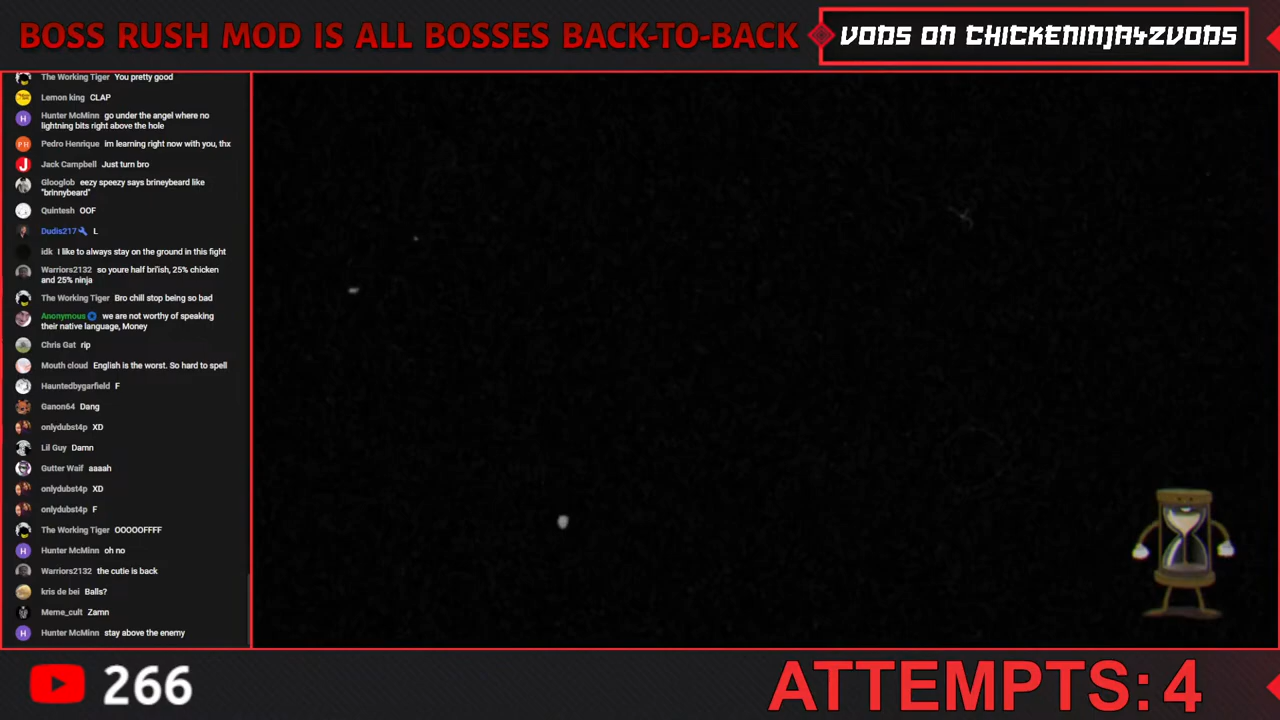 BOSS RUSH MOD IS ALL BOSSES BACK-TO-BACK
VODS ON CHICKENINJA42VODS
The Working Tiger You pretty good
Lemon king CLAP
Hunter McMinn go under the angel where no
lightning bits right above the hole
Pedro Henrique im learning right now with you, thx
Jack Campbell Just turn bro
Glooglob eezy speezy says brineybeard like
"brinnybeard"
Quintesh OOF
Dudis217 L
idk I like to always stay on the ground in this fight
Warriors2132 so youre half bri'ish, 25% chicken
and 25% ninja
The Working Tiger Bro chill stop being so bad
Anonymous we are not worthy of speaking
their native language, Money
Chris Gat rip
Mouth cloud English is the worst. So hard to spell
Hauntedbygarfield F
Ganon64 Dang
onlydubst4p XD
Lil Guy Damn
Gutter Waif aaaah
onlydubst4p XD
onlydubst4p F
The Working Tiger OOOOOFFFF
Hunter McMinn oh no
Warriors2132 the cutie is back
kris de bei Balls?
Meme_cult Zamn
Hunter McMinn stay above the enemy
266
ATTEMPTS: 4